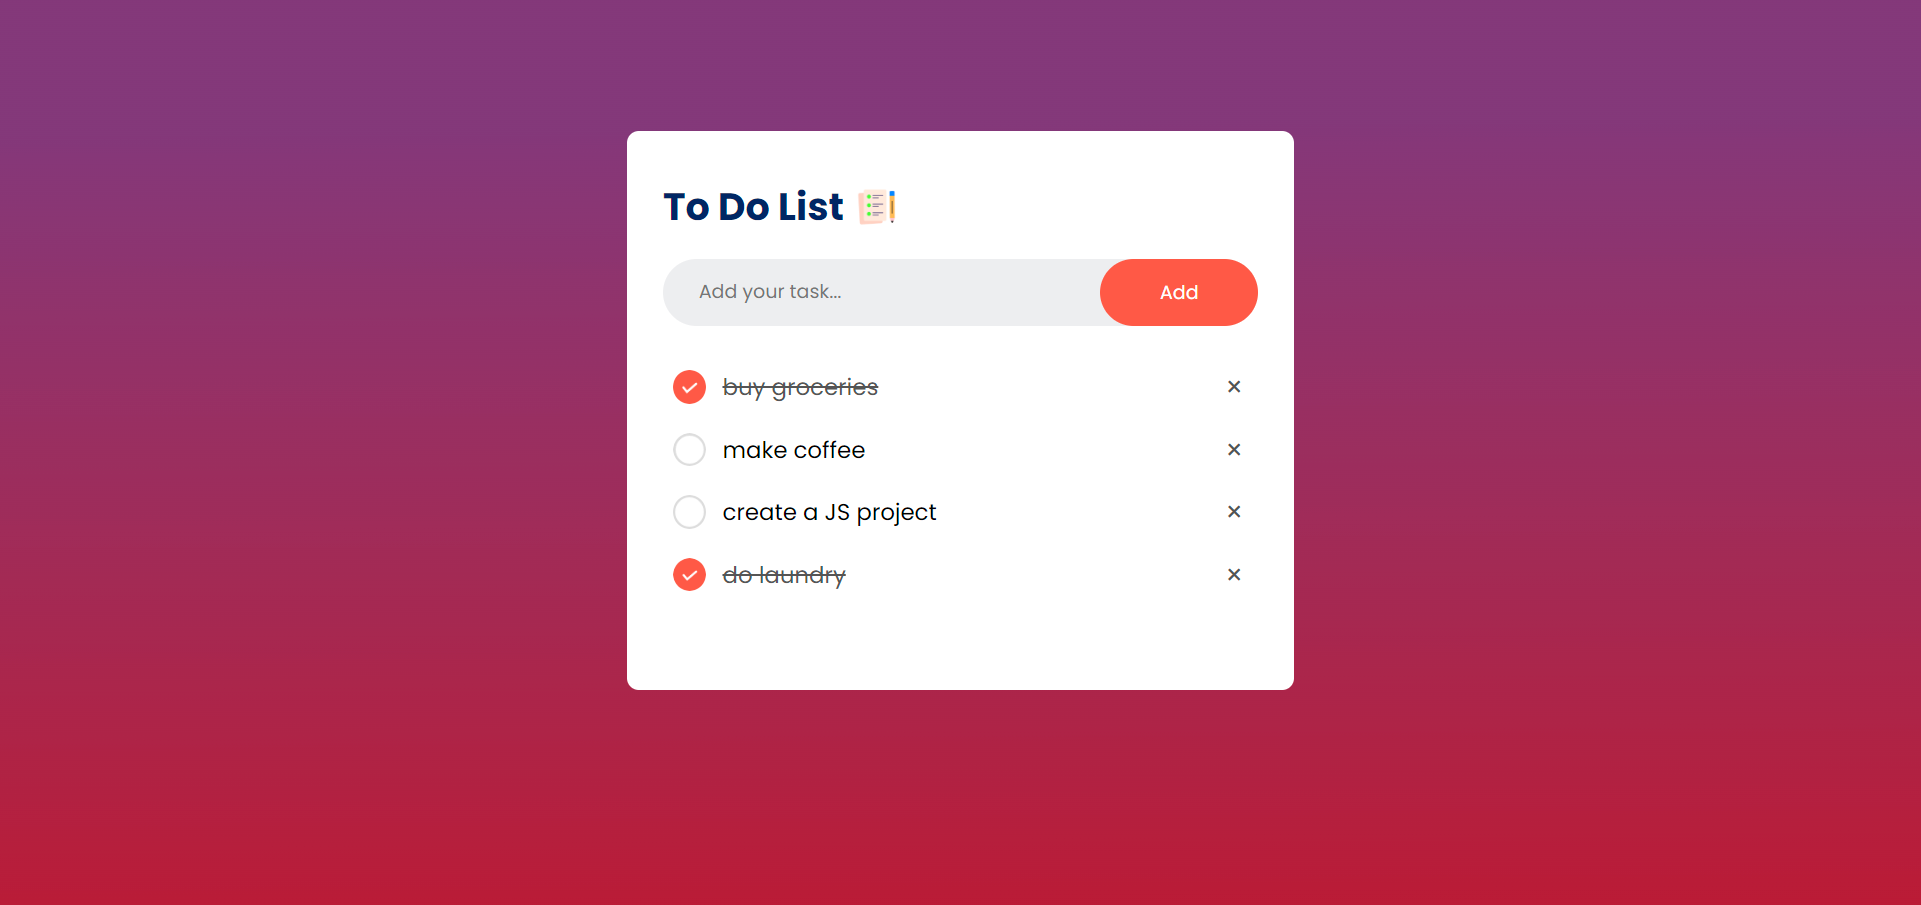 To Do List
Add your task...
Add
buy groceries
make coffee
create a JS project
do laundry